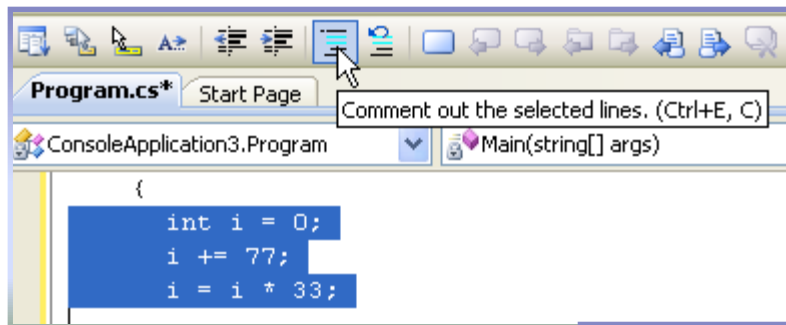 Program.cs* Start Page
Comment out the selected lines. (Ctrl+E, C)
ConsoleApplication3.Program Main(string[] args)
{
int i = 0;
i += 77;
i = i * 33;